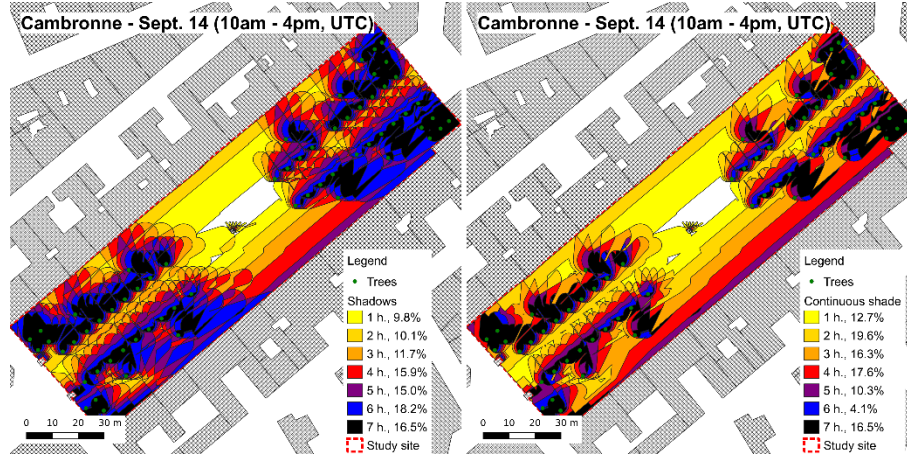 Cambronne - Sept. 14 (10am - 4pm, UTC)
Legend
Trees
Shadows
1 h., 9.8%
2 h., 10.1%
3 h., 11.7%
4 h., 15.9%
5 h., 15.0%
6 h., 18.2%
7 h., 16.5%
Study site
0 10 20 30 m
Cambronne - Sept. 14 (10am - 4pm, UTC)
Legend
Trees
Continuous shade
1 h., 12.7%
2 h., 19.6%
3 h., 16.3%
4 h., 17.6%
5 h., 10.3%
6 h., 4.1%
7 h., 16.5%
Study site
0 10 20 30 m